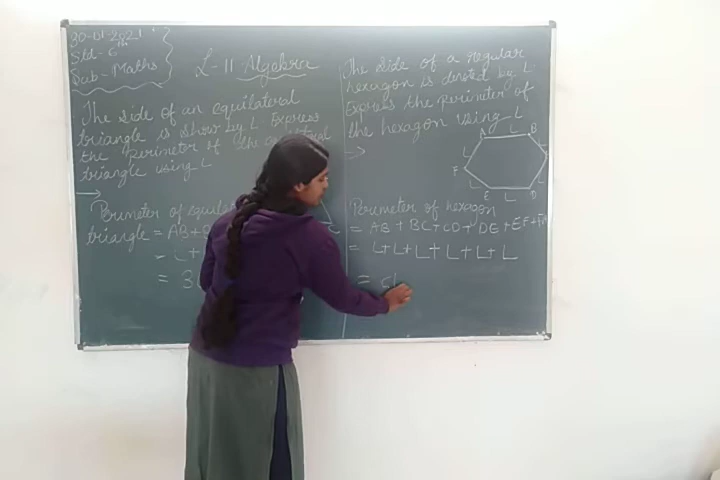 30-01-2021
Std-6th
Sub-Maths
L-11 Algebra
The side of an equilateral
triangle is show by L Express
the perimeter of the
triangle using L
→
Perimeter of
triangle = AB+
= L+
= 3
The side of a regular
hexagon is denoted by L.
Express the perimeter of
the hexagon using L
→
A L B
L L
F
L L
E L D
Perimeter of hexagon
= AB + BC + CD + DE + EF +
= L+L+L+L+L+L
=